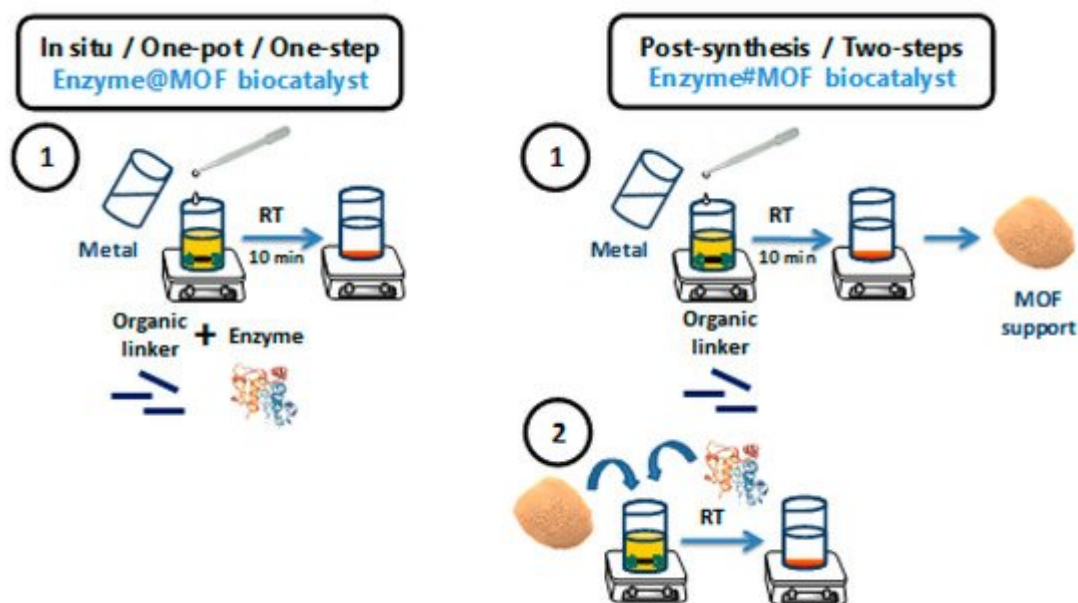 In situ / One-pot / One-step
Enzyme@MOF biocatalyst
1
Metal
RT
10 min
Organic
linker
+
Enzyme
Post-synthesis / Two-steps
Enzyme#MOF biocatalyst
1
Metal
RT
10 min
MOF
support
Organic
linker
2
RT